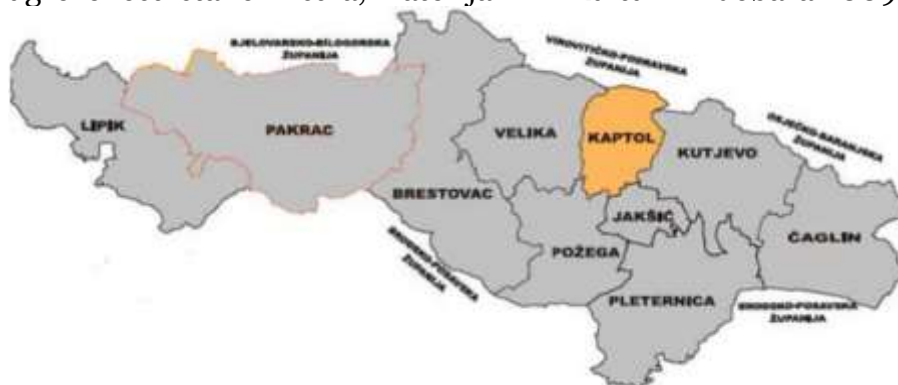 BJELOVARSKO-BILOGORSKA
ŽUPANIJA
VIROVITIČKO-PODRAVSKA
ŽUPANIJA
OSJEČKO-BARANJSKA
ŽUPANIJA
LIPIK
PAKRAC
VELIKA
KAPTOL
KUTJEVO
BRESTOVAC
JAKŠIĆ
ČAGLIN
POŽEGA
BRODSKO-POSAVSKA
ŽUPANIJA
PLETERNICA
BRODSKO-POSAVSKA
ŽUPANIJA